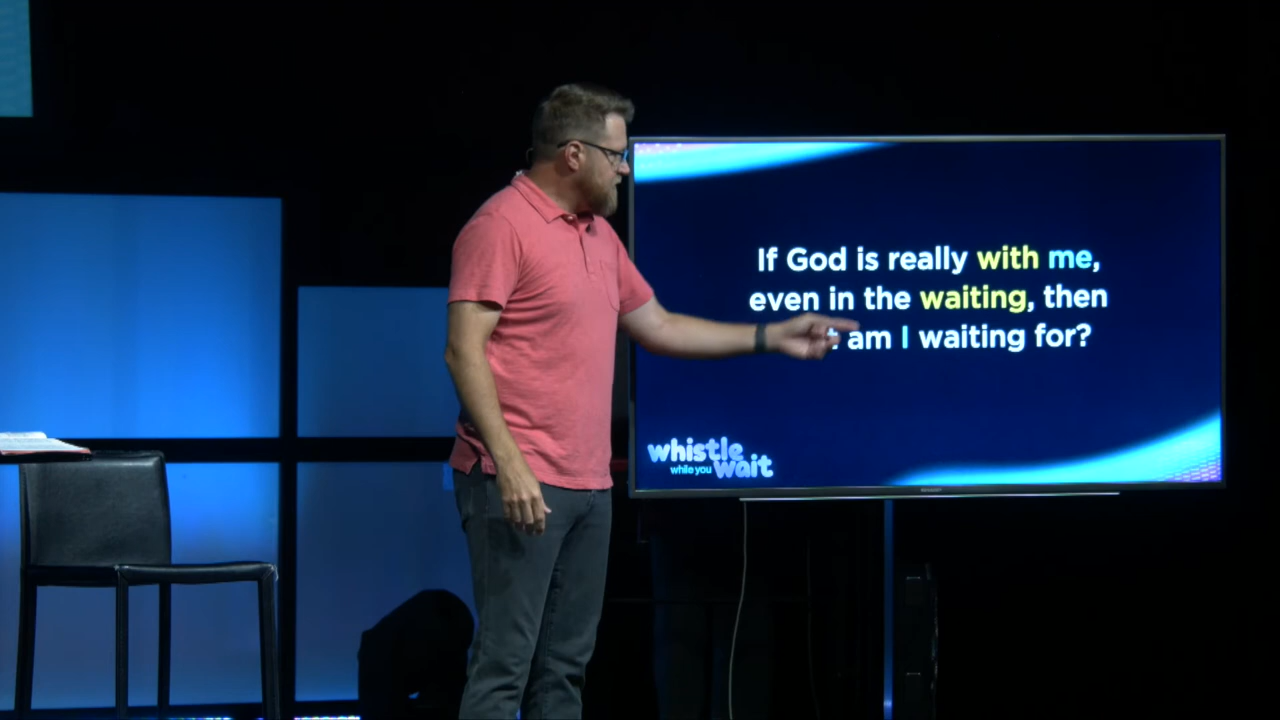 If God is really with me,
even in the waiting, then
am I waiting for?
whistle
while you wait